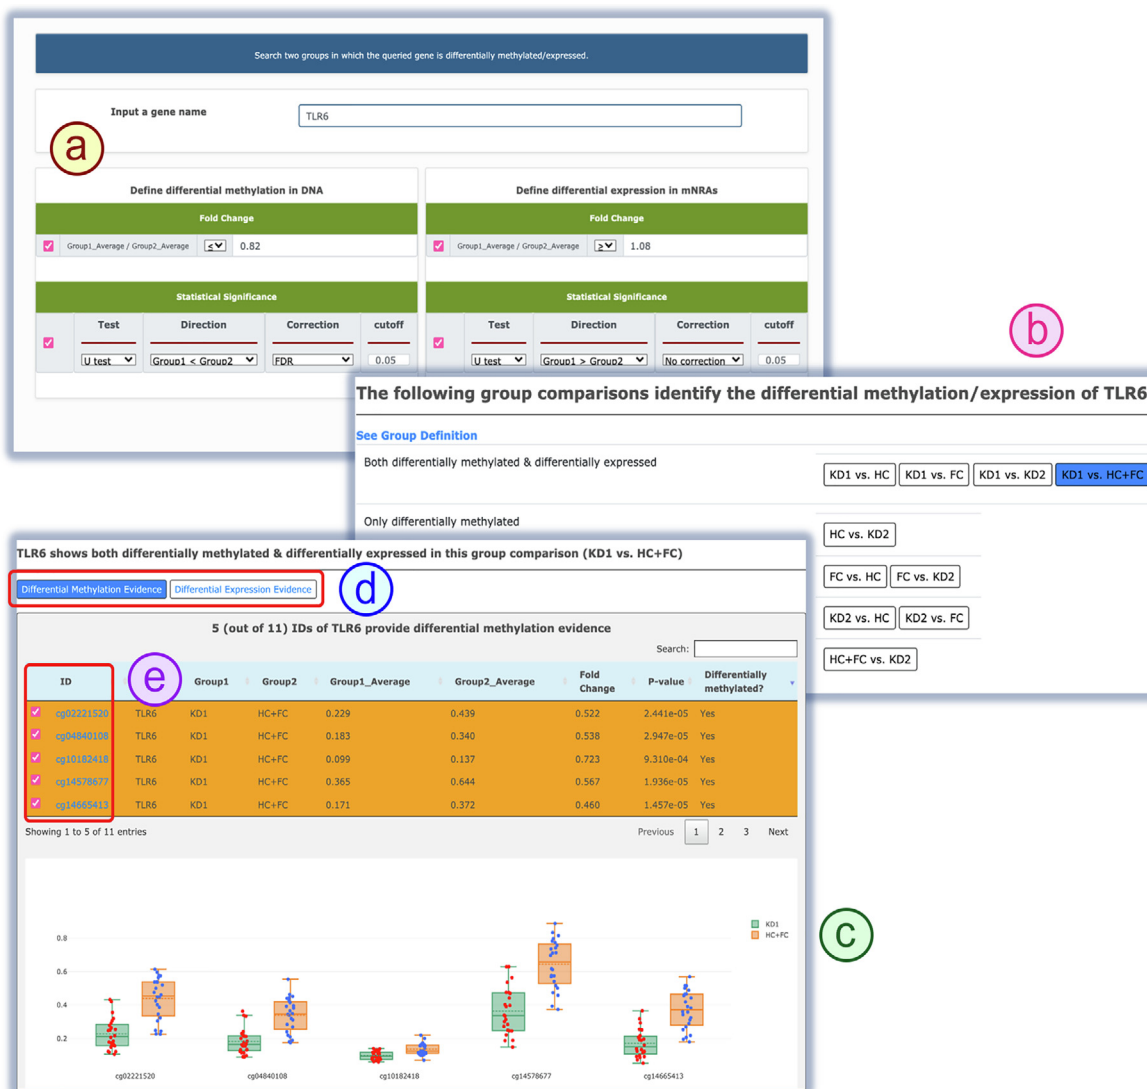 Search two groups in which the queried gene is differentially methylated/expressed.
Input a gene name
TLR6
a
Define differential methylation in DNA
Fold Change
Group1_Average / Group2_Average ≤ 0.82
Statistical Significance
Test Direction Correction cutoff
U test Group1 < Group2 FDR 0.05
Define differential expression in mNRAs
Fold Change
Group1_Average / Group2_Average ≥ 1.08
Statistical Significance
Test Direction Correction cutoff
U test Group1 > Group2 No correction 0.05
b
The following group comparisons identify the differential methylation/expression of TLR6
See Group Definition
Both differentially methylated & differentially expressed
KD1 vs. HC KD1 vs. FC KD1 vs. KD2 KD1 vs. HC+FC
Only differentially methylated
HC vs. KD2
FC vs. HC FC vs. KD2
KD2 vs. HC KD2 vs. FC
HC+FC vs. KD2
TLR6 shows both differentially methylated & differentially expressed in this group comparison (KD1 vs. HC+FC)
Differential Methylation Evidence Differential Expression Evidence
d
5 (out of 11) IDs of TLR6 provide differential methylation evidence
Search:
ID e Group1 Group2 Group1_Average Group2_Average Fold Change P-value Differentially methylated?
cg02221520 TLR6 KD1 HC+FC 0.229 0.439 0.522 2.441e-05 Yes
cg04840108 TLR6 KD1 HC+FC 0.183 0.340 0.538 2.947e-05 Yes
cg10182418 TLR6 KD1 HC+FC 0.099 0.137 0.723 9.310e-04 Yes
cg14578677 TLR6 KD1 HC+FC 0.365 0.644 0.567 1.936e-05 Yes
cg14665413 TLR6 KD1 HC+FC 0.171 0.372 0.460 1.457e-05 Yes
Showing 1 to 5 of 11 entries
Previous 1 2 3 Next
c
KD1
HC+FC
0.8
0.6
0.4
0.2
cg02221520 cg04840108 cg10182418 cg14578677 cg14665413